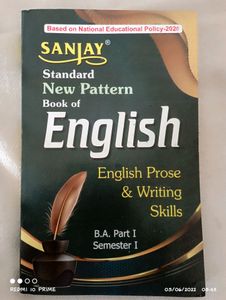 Based on National Educational Policy-2020
SANJAY®
Standard
New Pattern
Book of
English
English Prose
& Writing
Skills
B.A. Part I
Semester I
REDMI 10 PRIME
03/06/2022 08:48